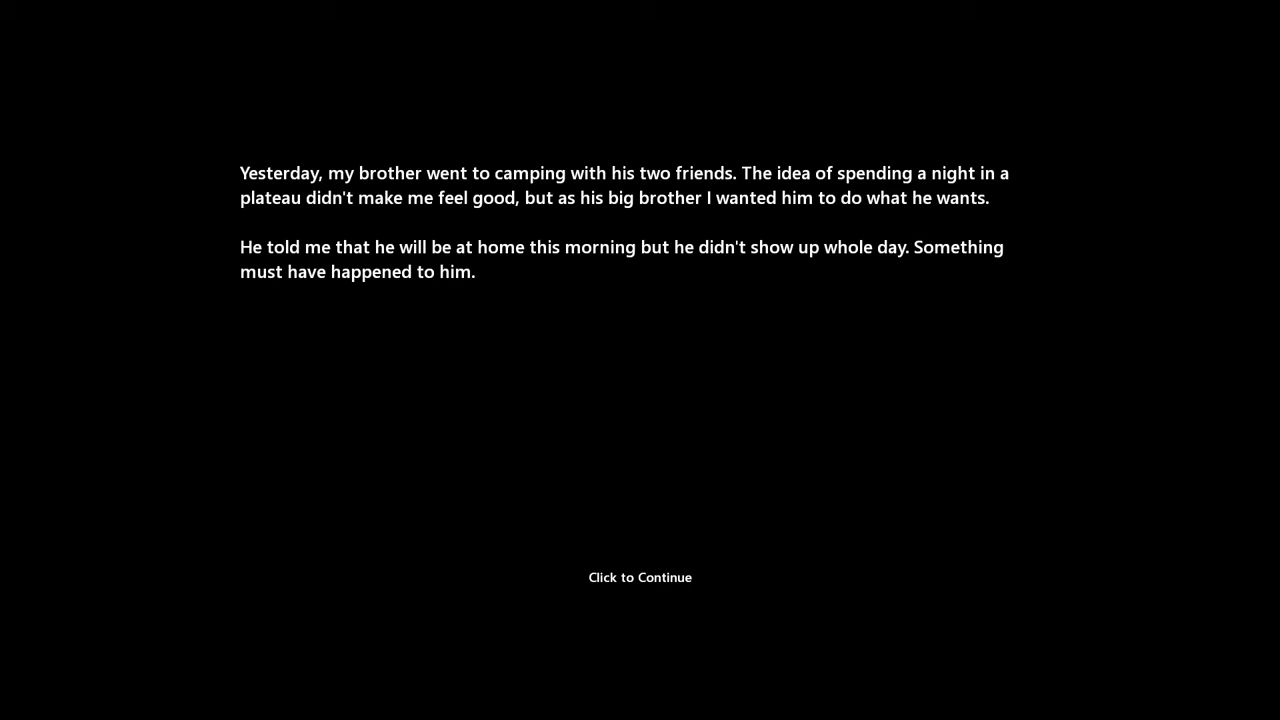 Yesterday, my brother went to camping with his two friends. The idea of spending a night in a
plateau didn't make me feel good, but as his big brother I wanted him to do what he wants.
He told me that he will be at home this morning but he didn't show up whole day. Something
must have happened to him.
Click to Continue